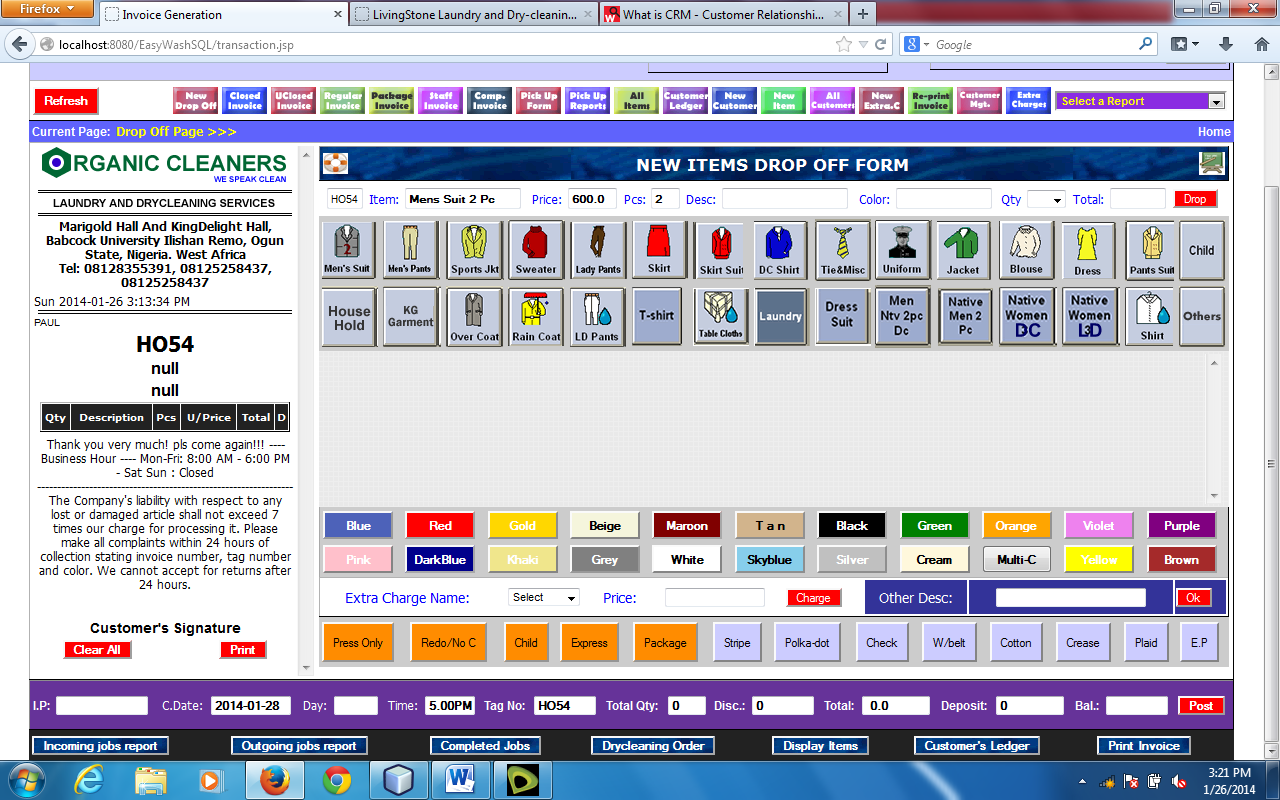 Firefox
Invoice Generation
LivingStone Laundry and Dry-cleanin...
What is CRM - Customer Relationshi...
localhost:8080/EasyWashSQL/transaction.jsp
Google
Refresh
New Drop Off
Closed Invoice
UClosed Invoice
Regular Invoice
Package Invoice
Staff Invoice
Comp. Invoice
Pick Up Form
Pick Up Reports
All Items
Customer Ledger
New Customer
New Item
All Customers
New Extra.C
Re-print Invoice
Customer Mgt.
Extra Charges
Select a Report
Current Page: Drop Off Page >>>
Home
ORGANIC CLEANERS
WE SPEAK CLEAN
LAUNDRY AND DRYCLEANING SERVICES
Marigold Hall And KingDelight Hall,
Babcock University Ilishan Remo, Ogun
State, Nigeria. West Africa
Tel: 08128355391, 08125258437,
08125258437
Sun 2014-01-26 3:13:34 PM
PAUL
HO54
null
null
Qty Description Pcs U/Price Total D
Thank you very much! pls come again!!! ----
Business Hour ---- Mon-Fri: 8:00 AM - 6:00 PM
- Sat Sun : Closed
The Company's liability with respect to any
lost or damaged article shall not exceed 7
times our charge for processing it. Please
make all complaints within 24 hours of
collection stating invoice number, tag number
and color. We cannot accept for returns after
24 hours.
Customer's Signature
Clear All
Print
NEW ITEMS DROP OFF FORM
HO54 Item: Mens Suit 2 Pc Price: 600.0 Pcs: 2 Desc: Color: Qty Total: Drop
2
Men's Suit
Men's Pants
Sports Jkt
Sweater
Lady Pants
Skirt
Skirt Suit
DC Shirt
Tie&Misc
Uniform
Jacket
Blouse
Dress
Pants Suit
Child
House Hold
KG Garment
Over Coat
Rain Coat
LD Pants
T-shirt
Table Cloths
Laundry
Dress Suit
Men Ntv 2pc Dc
Native Men 2 Pc
Native Women DC
Native Women L3D
Shirt
Others
Blue Red Gold Beige Maroon T a n Black Green Orange Violet Purple
Pink DarkBlue Khaki Grey White Skyblue Silver Cream Multi-C Yellow Brown
Extra Charge Name: Select Price: Charge Other Desc: Ok
Press Only Redo/No C Child Express Package Stripe Polka-dot Check W/belt Cotton Crease Plaid E.P
I.P: C.Date: 2014-01-28 Day: Time: 5.00PM Tag No: HO54 Total Qty: 0 Disc.: 0 Total: 0.0 Deposit: 0 Bal.: Post
Incoming jobs report
Outgoing jobs report
Completed Jobs
Drycleaning Order
Display Items
Customer's Ledger
Print Invoice
3:21 PM
1/26/2014